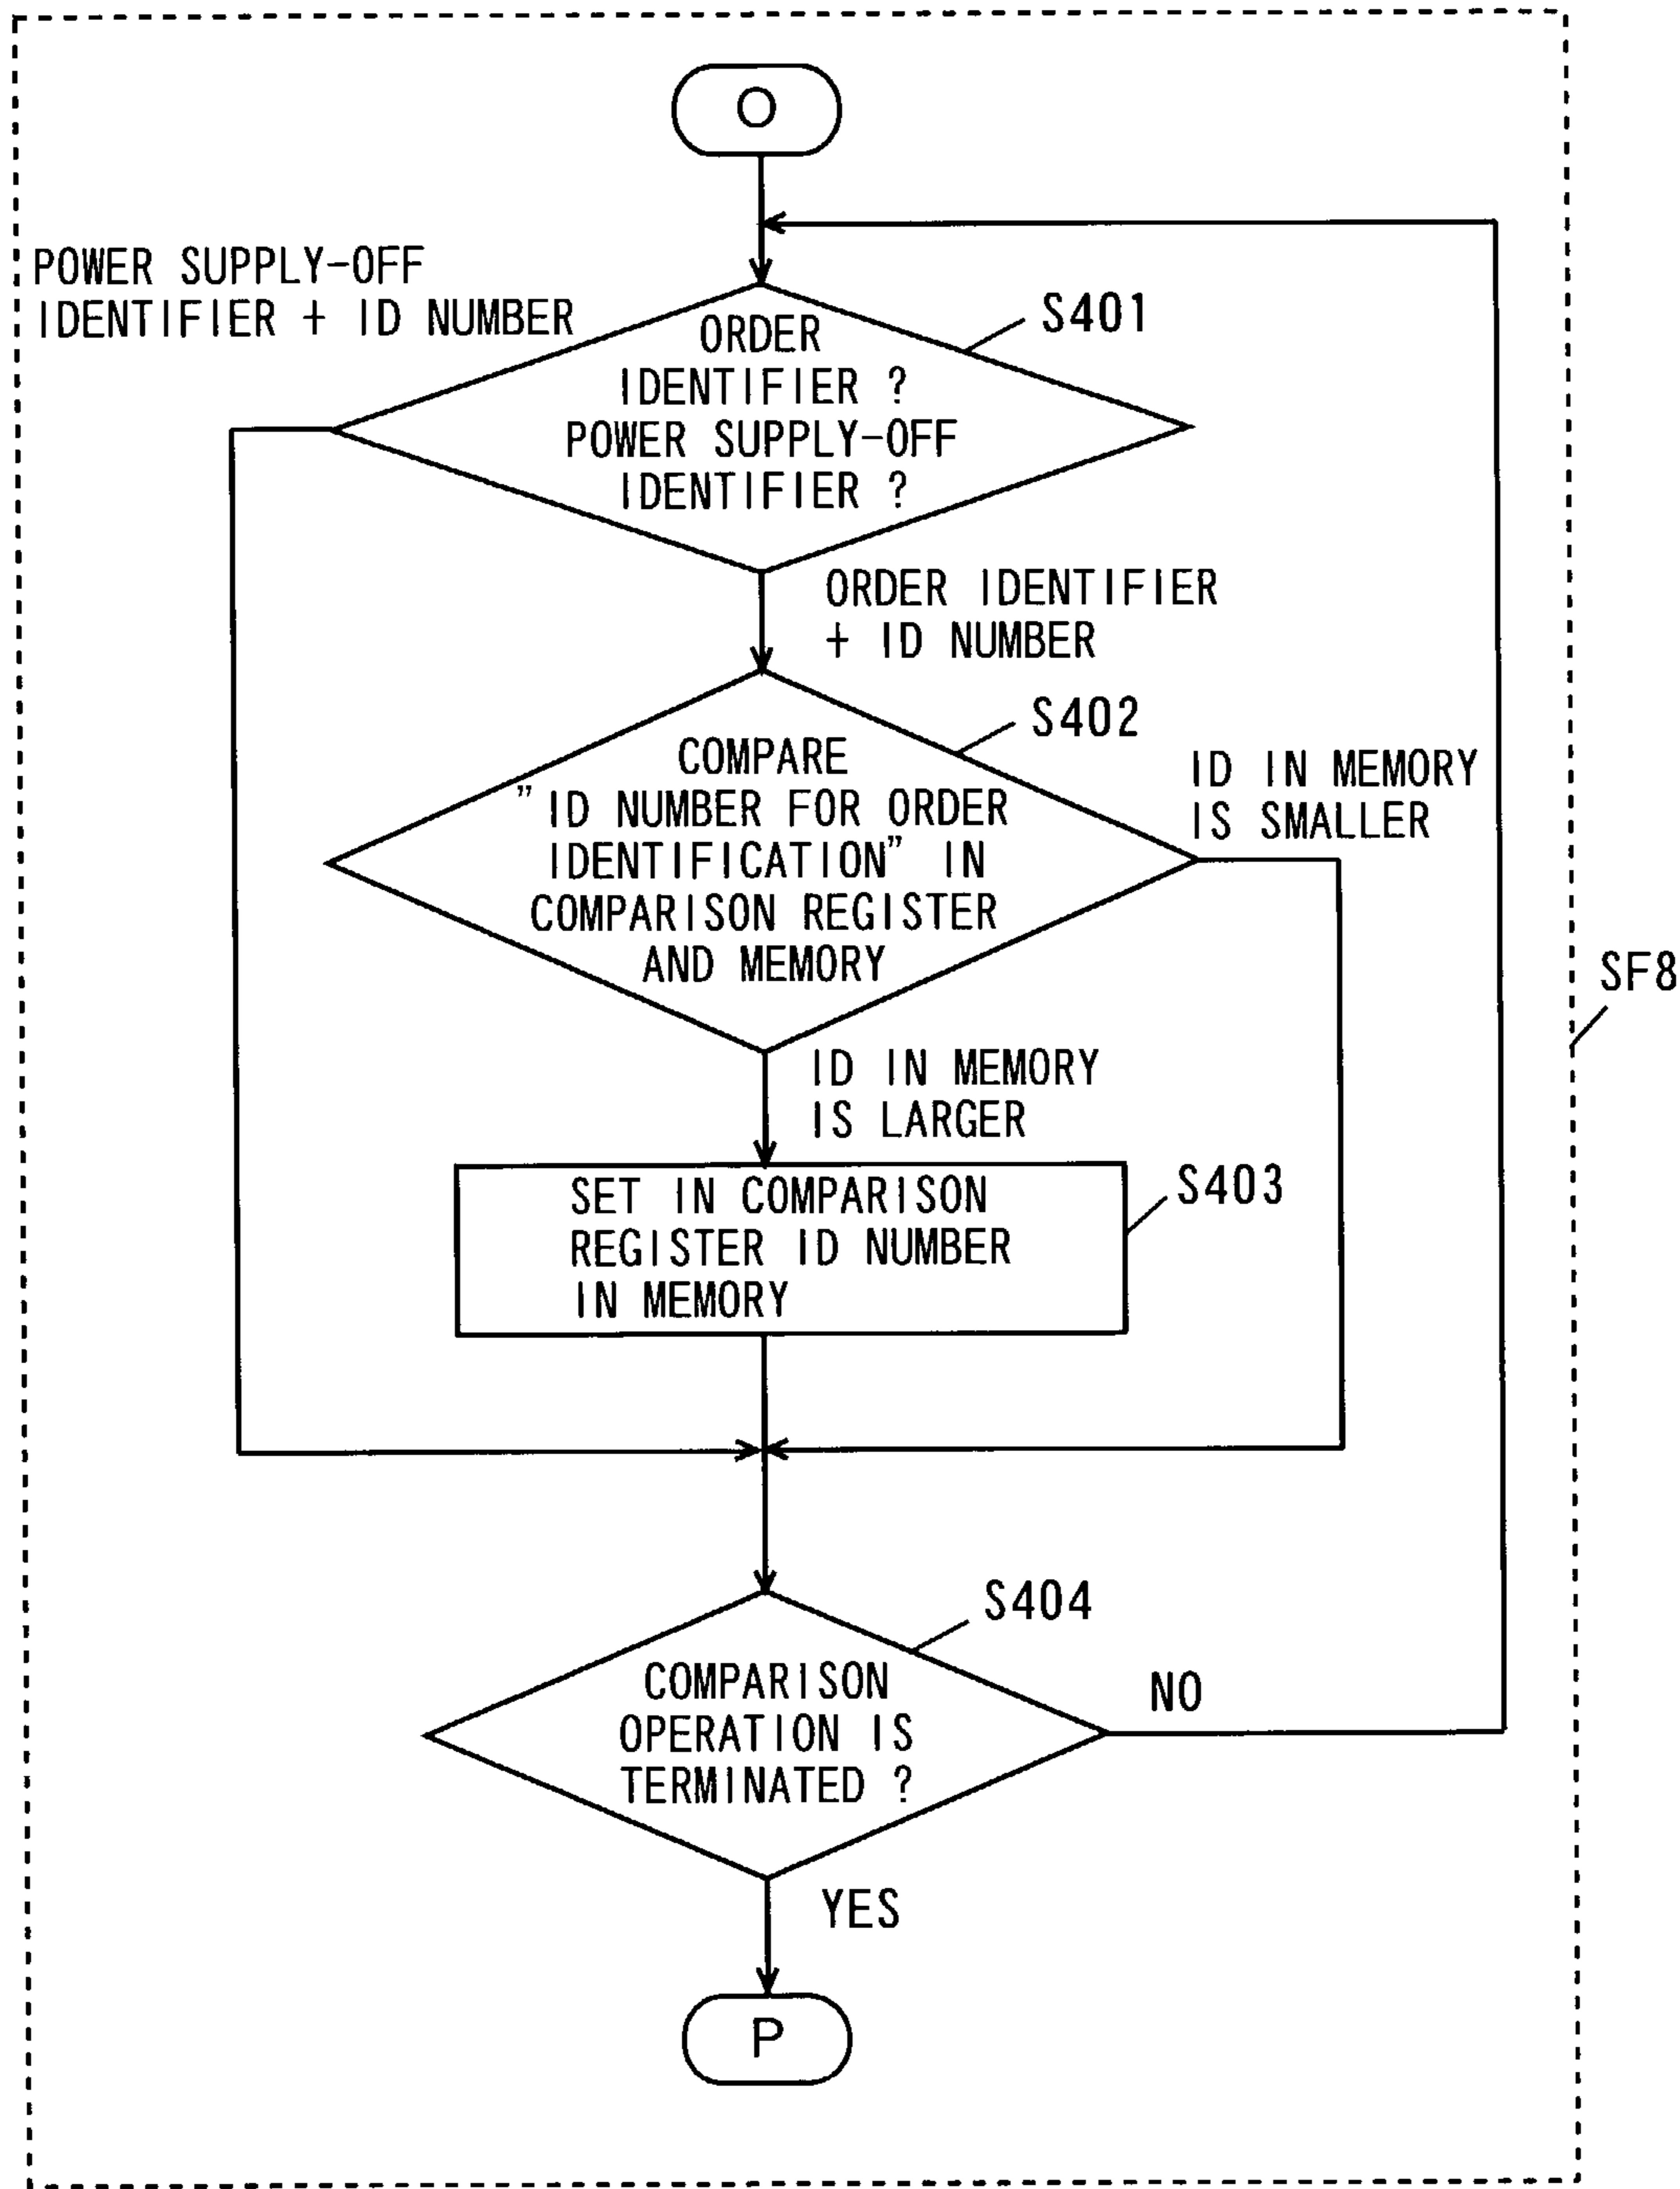 O
POWER SUPPLY-OFF
IDENTIFIER + ID NUMBER
S401
ORDER
IDENTIFIER ?
POWER SUPPLY-OFF
IDENTIFIER ?
ORDER IDENTIFIER
+ ID NUMBER
S402
COMPARE
"ID NUMBER FOR ORDER
IDENTIFICATION" IN
COMPARISON REGISTER
AND MEMORY
ID IN MEMORY
IS SMALLER
SF8
ID IN MEMORY
IS LARGER
S403
SET IN COMPARISON
REGISTER ID NUMBER
IN MEMORY
S404
COMPARISON
OPERATION IS
TERMINATED ?
NO
YES
P